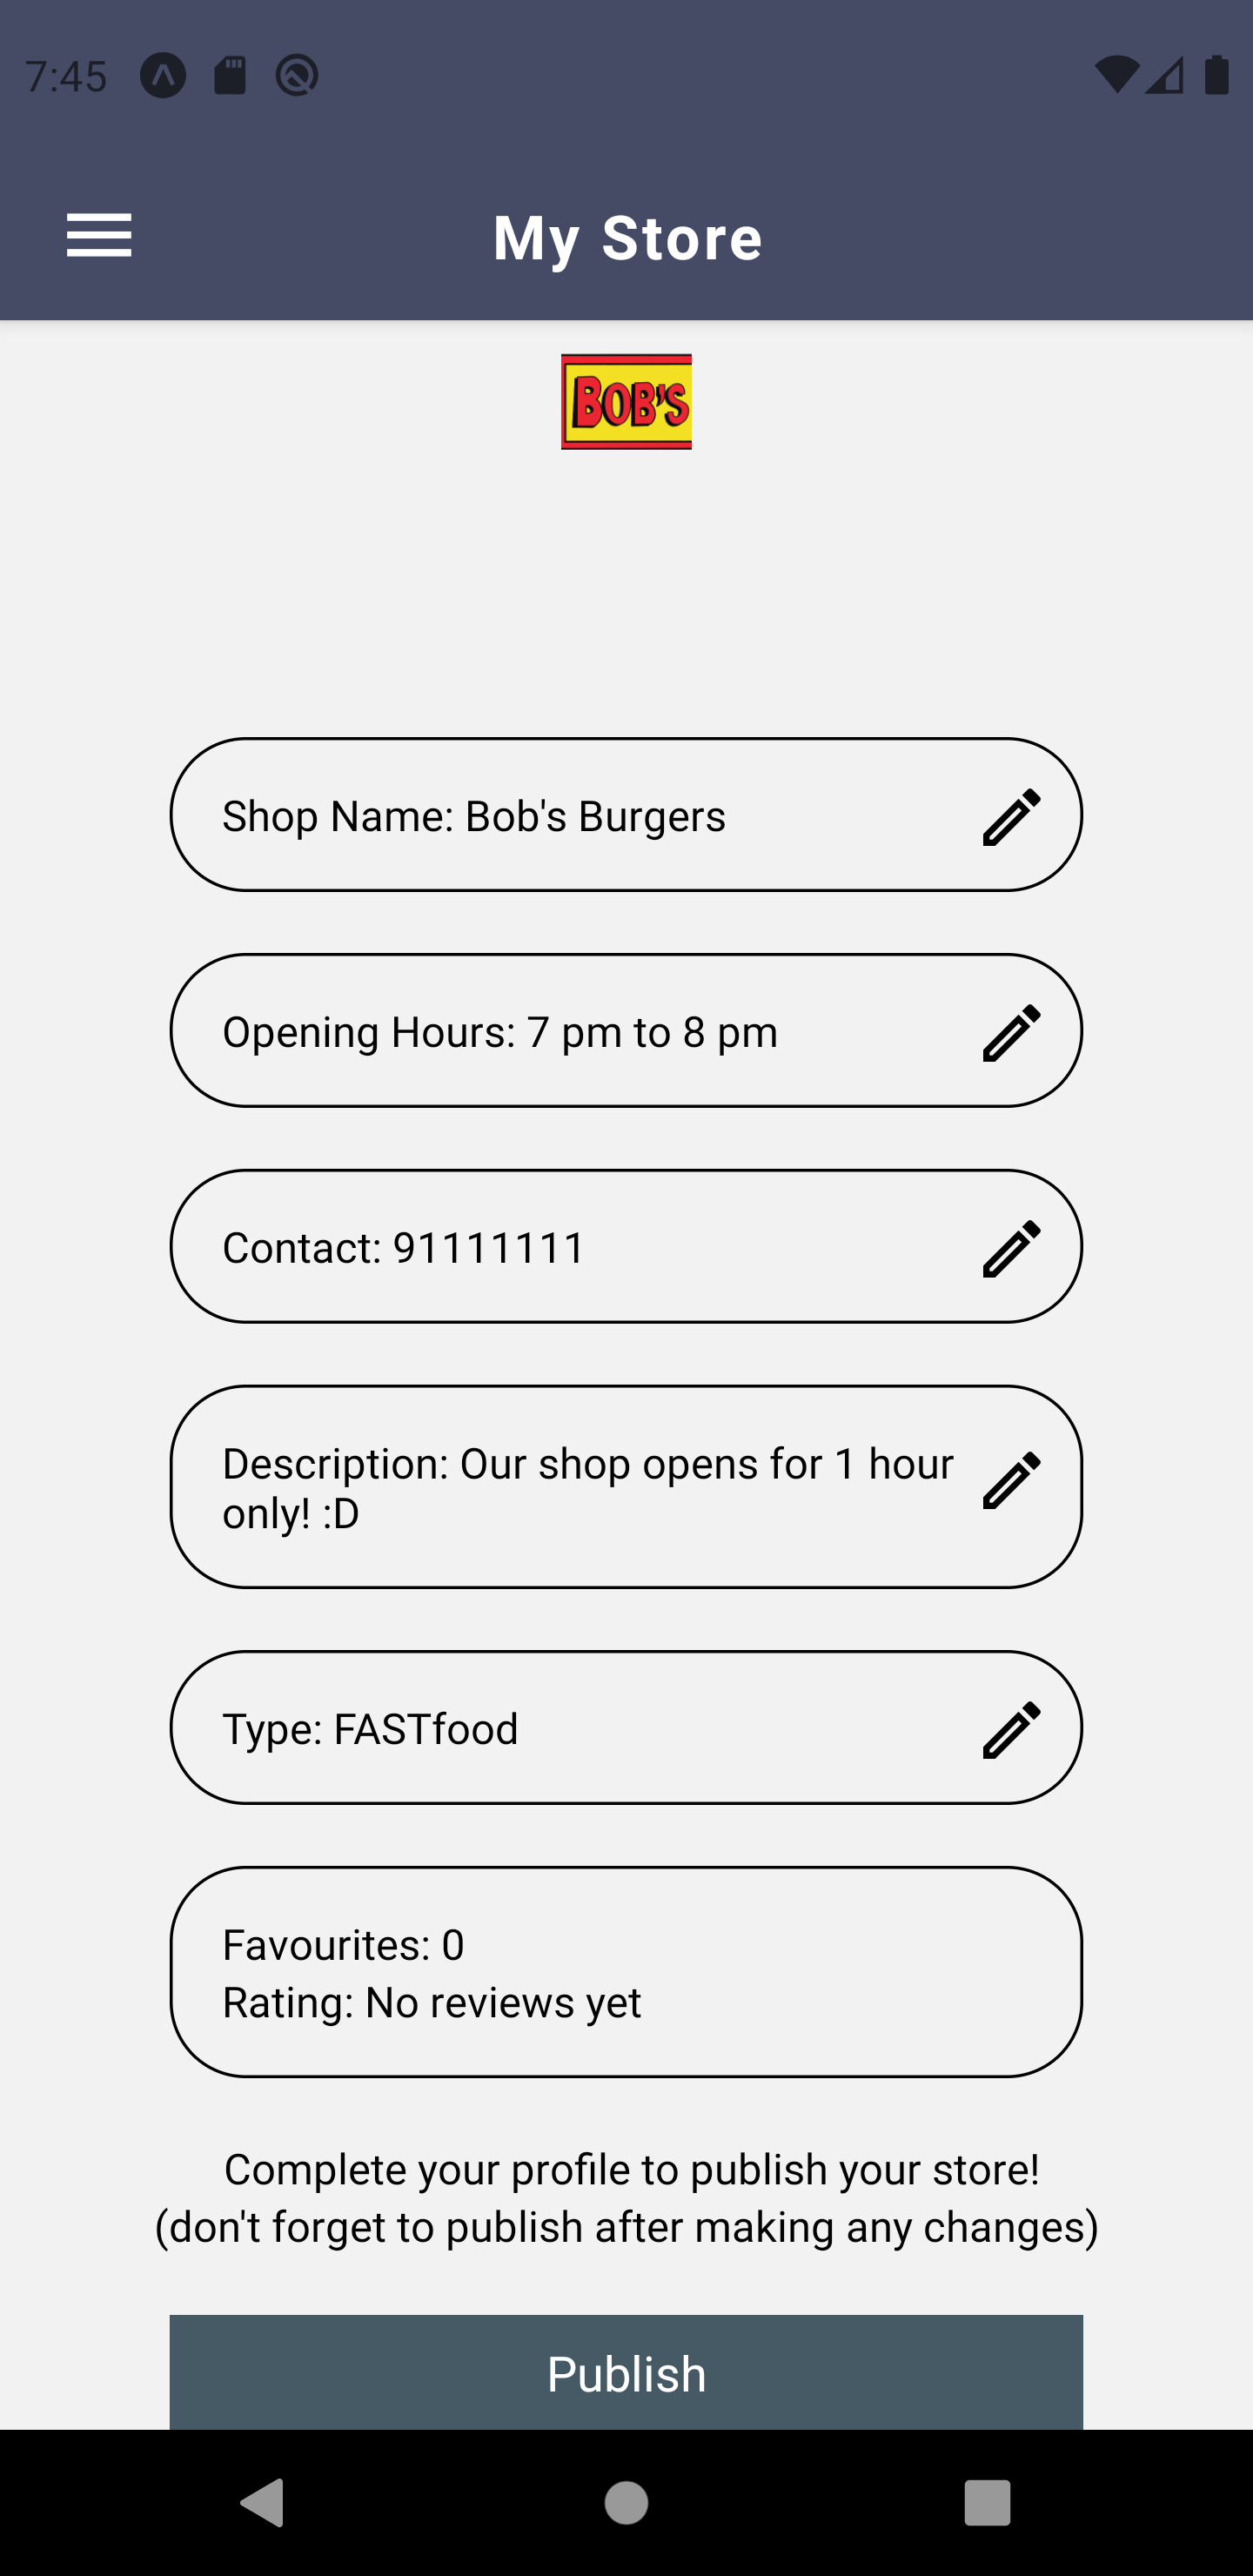 7:45
My Store
BOB'S
Shop Name: Bob's Burgers
Opening Hours: 7 pm to 8 pm
Contact: 91111111
Description: Our shop opens for 1 hour
only! :D
Type: FASTfood
Favourites: 0
Rating: No reviews yet
Complete your profile to publish your store!
(don't forget to publish after making any changes)
Publish